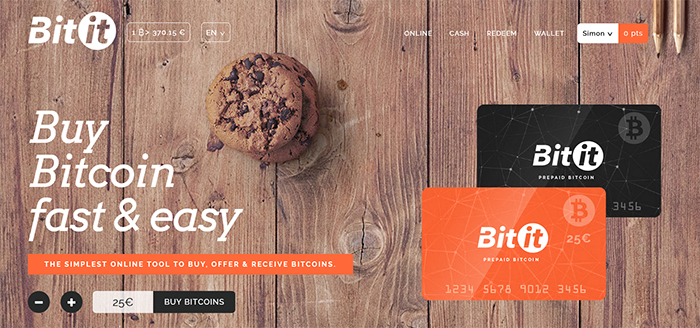 Bitit
1 B > 370.15 €
EN
ONLINE
CASH
REDEEM
WALLET
Simon
0 pts
Buy
Bitcoin
fast & easy
THE SIMPLEST ONLINE TOOL TO BUY, OFFER & RECEIVE BITCOINS.
25€
BUY BITCOINS
Bitit
PREPAID BITCOIN
3456
Bitit
25€
PREPAID BITCOIN
1234 5678 9012 3456